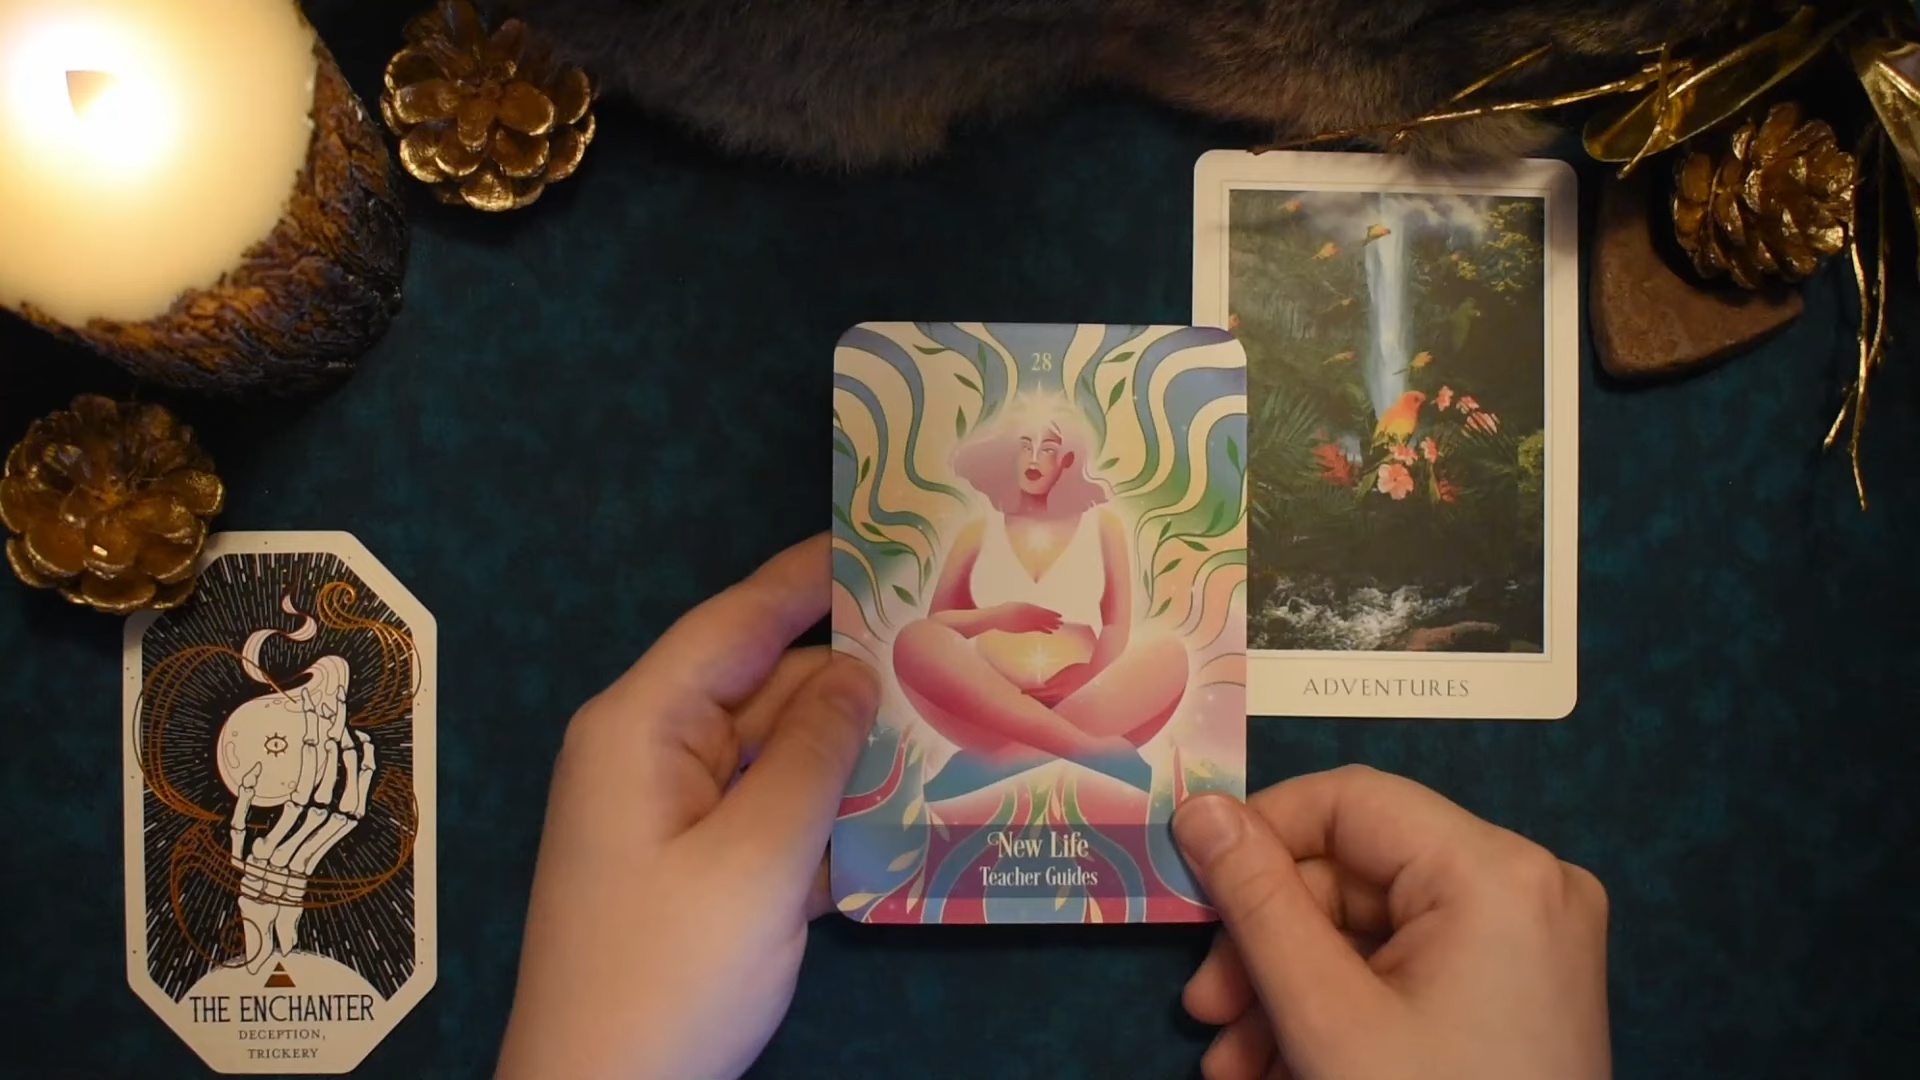 THE ENCHANTER
DECEPTION,
TRICKERY
28
New Life
Teacher Guides
ADVENTURES